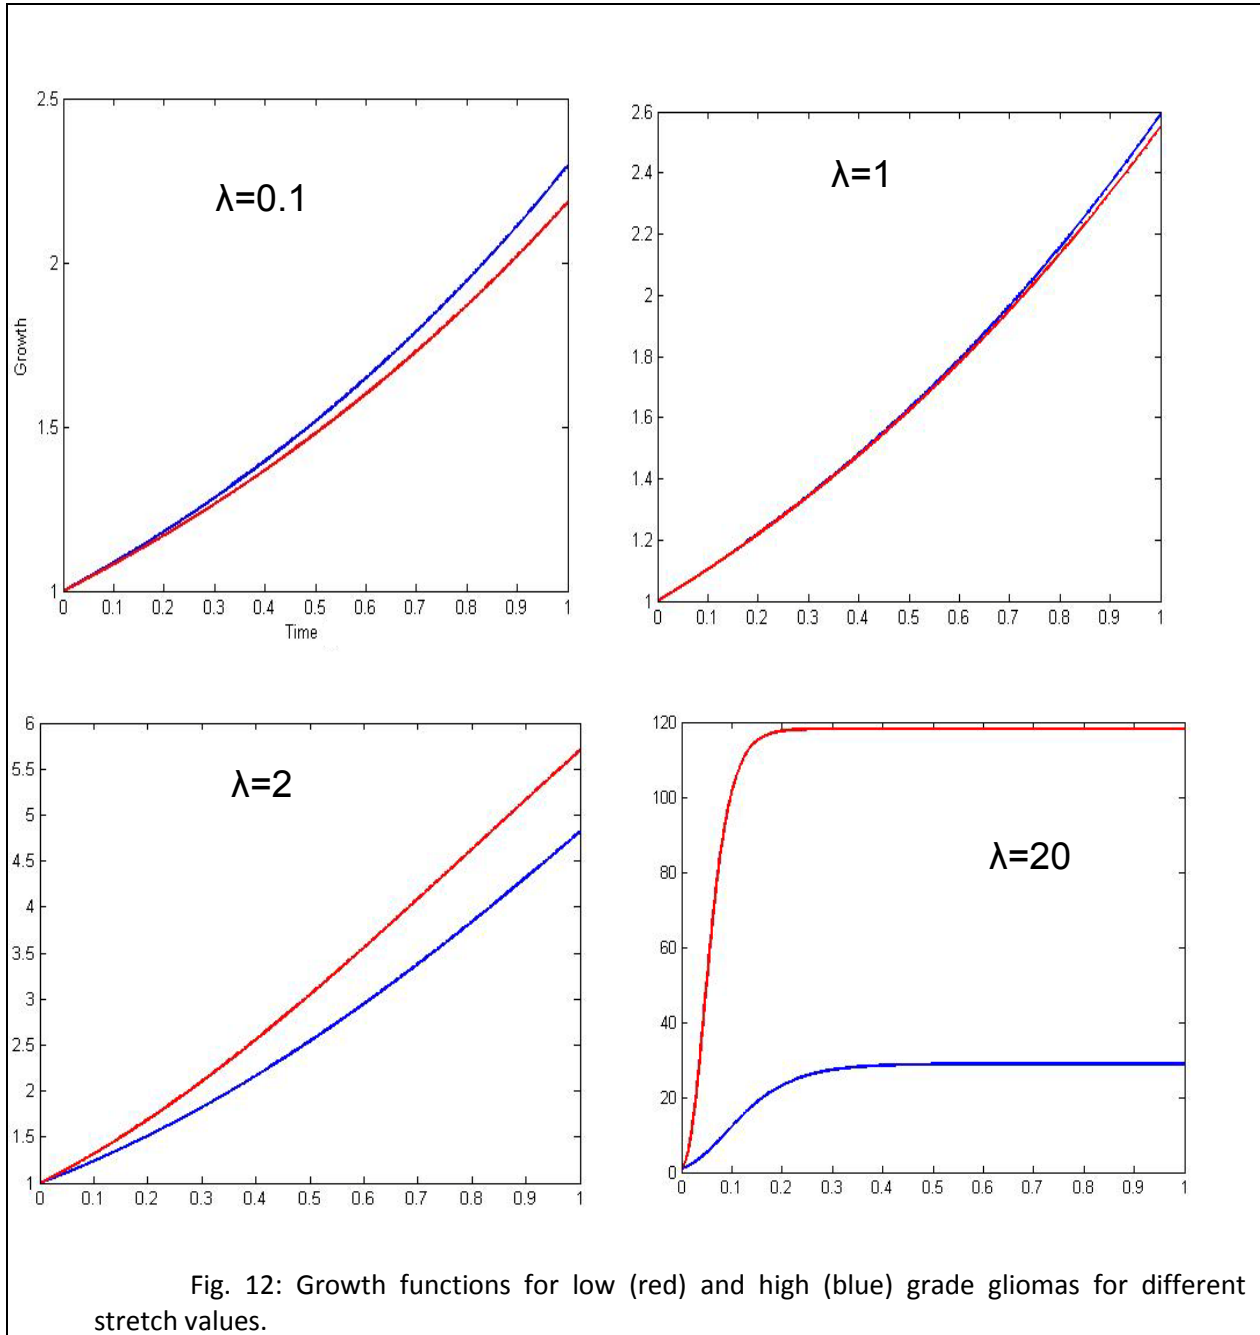 2.5
2
1.5
1
Growth
λ=0.1
0 0.1 0.2 0.3 0.4 0.5 0.6 0.7 0.8 0.9 1
Time
2.6
2.4
2.2
2
1.8
1.6
1.4
1.2
1
λ=1
0 0.1 0.2 0.3 0.4 0.5 0.6 0.7 0.8 0.9 1
6
5.5
5
4.5
4
3.5
3
2.5
2
1.5
1
λ=2
0 0.1 0.2 0.3 0.4 0.5 0.6 0.7 0.8 0.9 1
120
100
80
60
40
20
0
λ=20
0 0.1 0.2 0.3 0.4 0.5 0.6 0.7 0.8 0.9 1
Fig. 12: Growth functions for low (red) and high (blue) grade gliomas for different
stretch values.